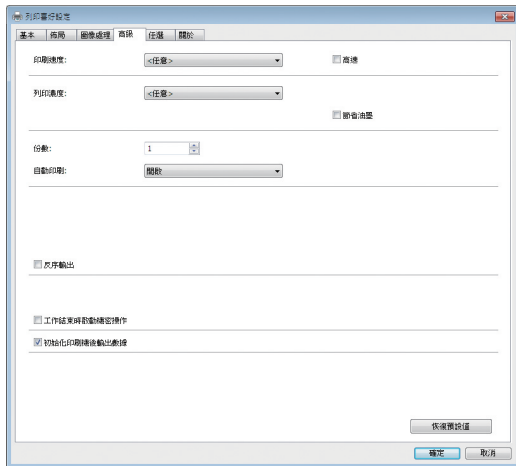 列印喜好設定
基本 佈局 圖像處理 高級 任選 關於
印刷速度: <任意> 高速
列印濃度: <任意>
節省油墨
份數: 1
自動印刷: 開啟
反序輸出
工作結束時啟動機密操作
初始化印刷機後輸出數據
恢復預設值
確定 取消